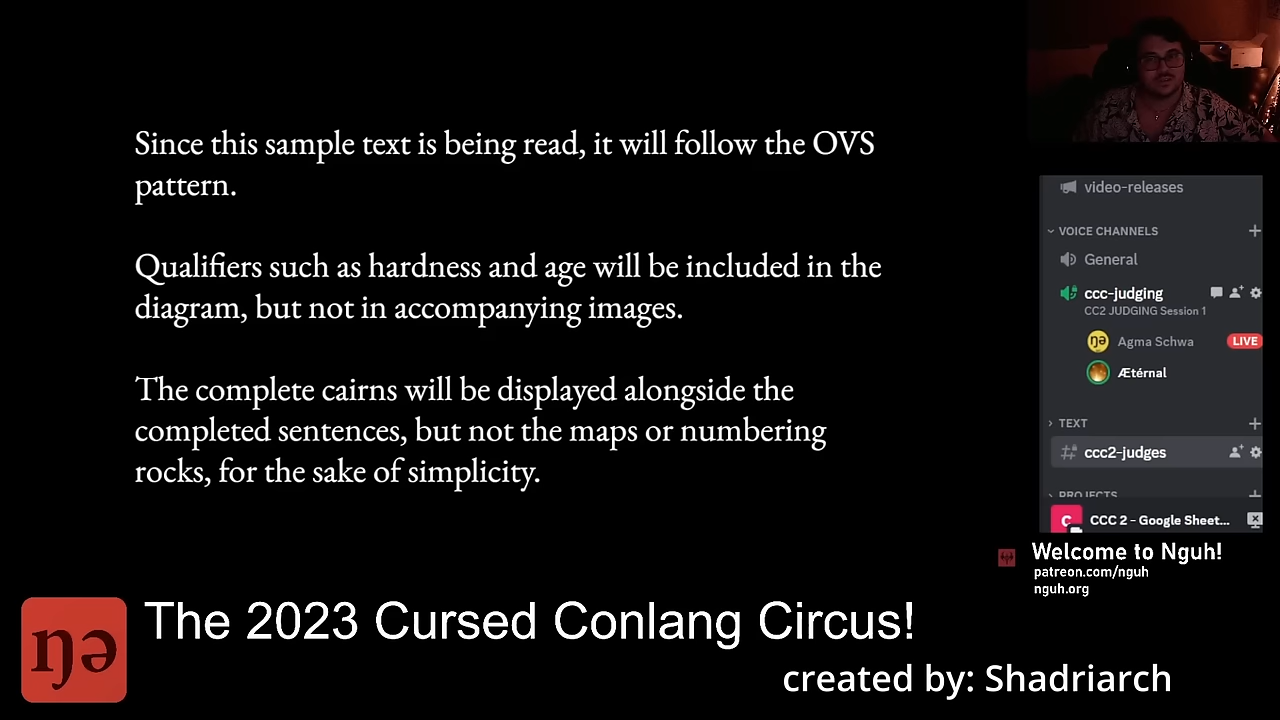 Since this sample text is being read, it will follow the OVS
pattern.
Qualifiers such as hardness and age will be included in the
diagram, but not in accompanying images.
The complete cairns will be displayed alongside the
completed sentences, but not the maps or numbering
rocks, for the sake of simplicity.
video-releases
VOICE CHANNELS
General
ccc-judging
CC2 JUDGING Session 1
ŋə Agma Schwa LIVE
Ætérnal
TEXT
ccc2-judges
PROJECTS
C CCC 2 - Google Sheet...
Welcome to Nguh!
patreon.com/nguh
nguh.org
ŋə The 2023 Cursed Conlang Circus!
created by: Shadriarch